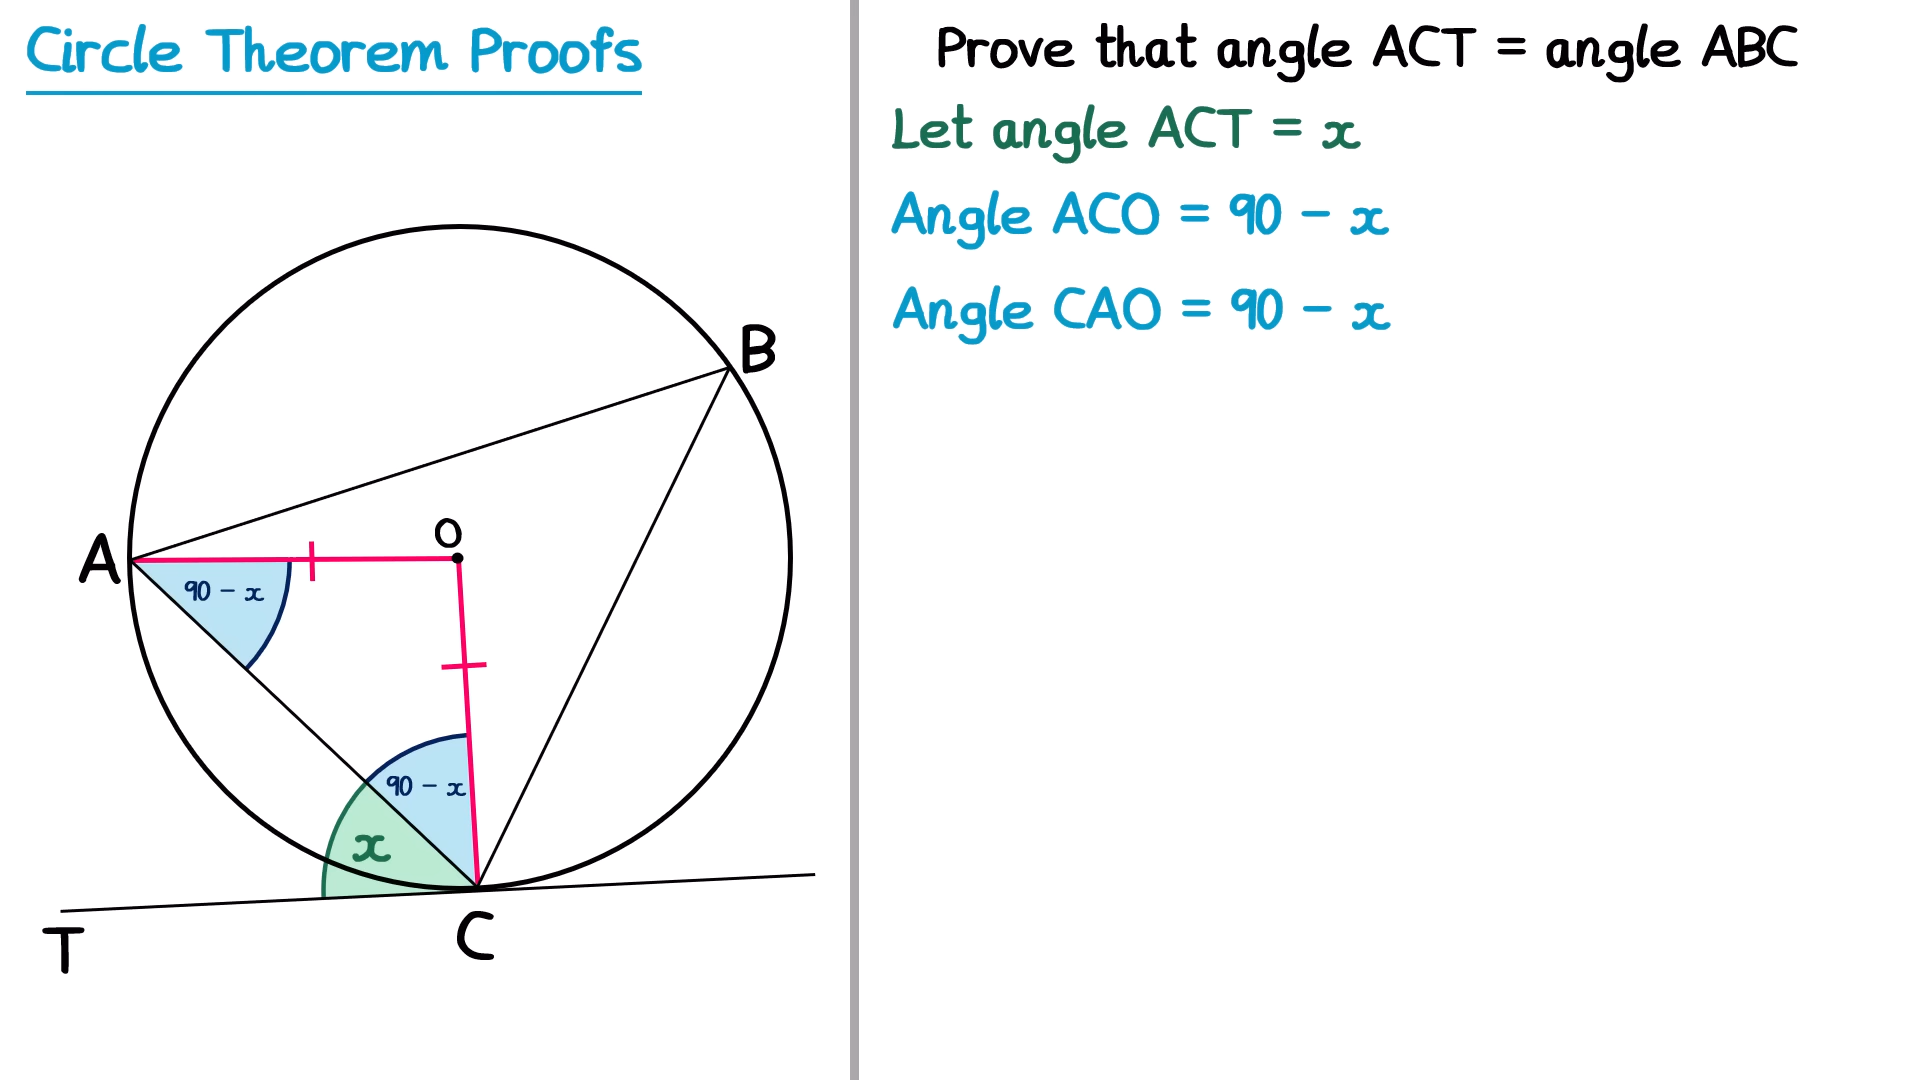 Circle Theorem Proofs
B
A
O
90 - x
90 - x
x
T
C
Prove that angle ACT = angle ABC
Let angle ACT = x
Angle ACO = 90 - x
Angle CAO = 90 - x